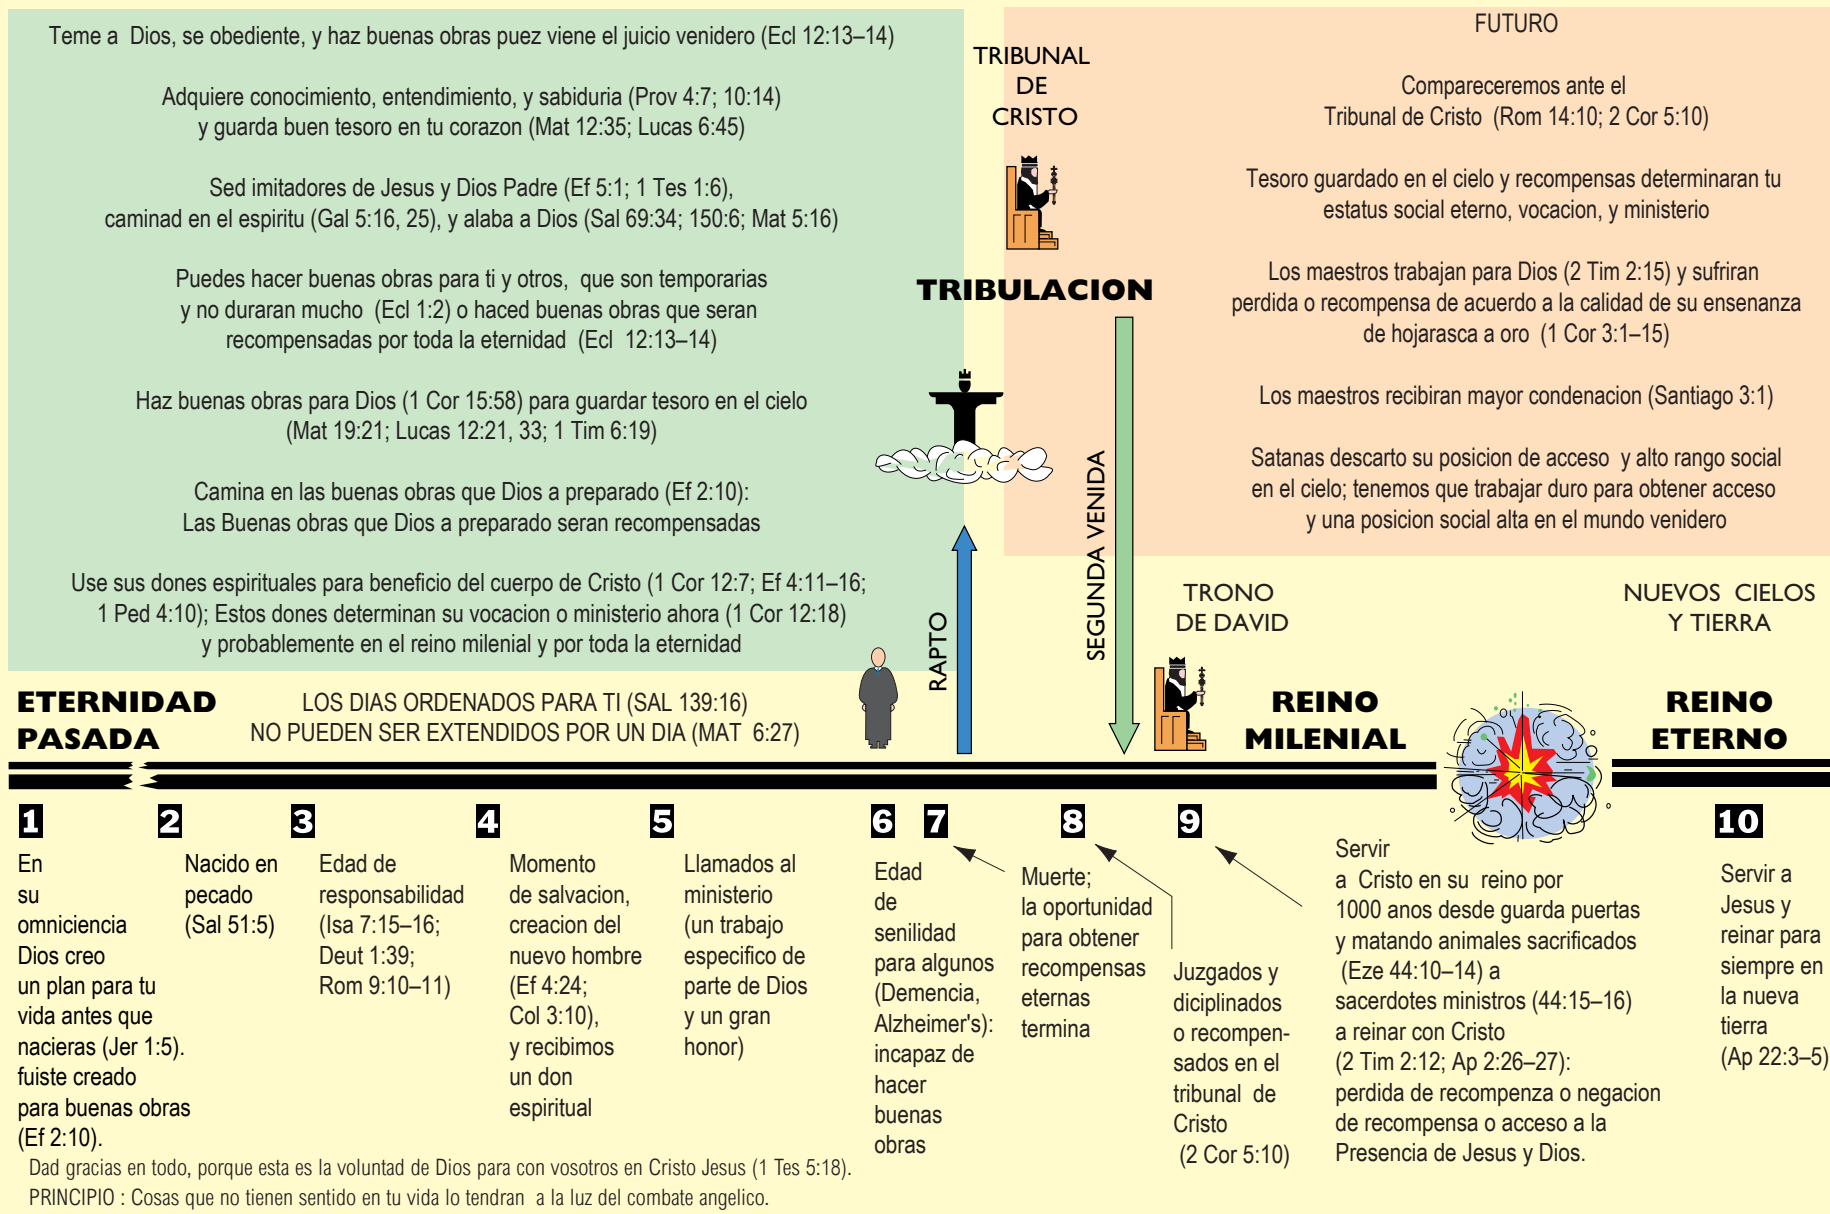 Teme a Dios, se obediente, y haz buenas obras puez viene el juicio venidero (Ecl 12:13–14)
Adquiere conocimiento, entendimiento, y sabiduria (Prov 4:7; 10:14)
y guarda buen tesoro en tu corazon (Mat 12:35; Lucas 6:45)
Sed imitadores de Jesus y Dios Padre (Ef 5:1; 1 Tes 1:6),
caminad en el espiritu (Gal 5:16, 25), y alaba a Dios (Sal 69:34; 150:6; Mat 5:16)
Puedes hacer buenas obras para ti y otros, que son temporarias
y no duraran mucho (Ecl 1:2) o haced buenas obras que seran
recompensadas por toda la eternidad (Ecl 12:13–14)
Haz buenas obras para Dios (1 Cor 15:58) para guardar tesoro en el cielo
(Mat 19:21; Lucas 12:21, 33; 1 Tim 6:19)
Camina en las buenas obras que Dios a preparado (Ef 2:10):
Las Buenas obras que Dios a preparado seran recompensadas
Use sus dones espirituales para beneficio del cuerpo de Cristo (1 Cor 12:7; Ef 4:11–16;
1 Ped 4:10); Estos dones determinan su vocacion o ministerio ahora (1 Cor 12:18)
y probablemente en el reino milenial y por toda la eternidad
TRIBUNAL
DE
CRISTO
TRIBULACION
RAPTO
SEGUNDA VENIDA
FUTURO
Compareceremos ante el
Tribunal de Cristo (Rom 14:10; 2 Cor 5:10)
Tesoro guardado en el cielo y recompensas determinaran tu
estatus social eterno, vocacion, y ministerio
Los maestros trabajan para Dios (2 Tim 2:15) y sufriran
perdida o recompensa de acuerdo a la calidad de su ensenanza
de hojarasca a oro (1 Cor 3:1–15)
Los maestros recibiran mayor condenacion (Santiago 3:1)
Satanas descarto su posicion de acceso y alto rango social
en el cielo; tenemos que trabajar duro para obtener acceso
y una posicion social alta en el mundo venidero
TRONO
DE DAVID
NUEVOS CIELOS
Y TIERRA
ETERNIDAD
PASADA
LOS DIAS ORDENADOS PARA TI (SAL 139:16)
NO PUEDEN SER EXTENDIDOS POR UN DIA (MAT 6:27)
REINO
MILENIAL
REINO
ETERNO
1
En
su
omniciencia
Dios creo
un plan para tu
vida antes que
nacieras (Jer 1:5).
fuiste creado
para buenas obras
(Ef 2:10).
2
Nacido en
pecado
(Sal 51:5)
3
Edad de
responsabilidad
(Isa 7:15–16;
Deut 1:39;
Rom 9:10–11)
4
Momento
de salvacion,
creacion del
nuevo hombre
(Ef 4:24;
Col 3:10),
y recibimos
un don
espiritual
5
Llamados al
ministerio
(un trabajo
especifico de
parte de Dios
y un gran
honor)
6
Edad
de
senilidad
para algunos
(Demencia,
Alzheimer's):
incapaz de
hacer
buenas
obras
7
Muerte;
la oportunidad
para obtener
recompensas
eternas
termina
8
Juzgados y
diciplinados
o recompen-
sados en el
tribunal de
Cristo
(2 Cor 5:10)
9
Servir
a Cristo en su reino por
1000 anos desde guarda puertas
y matando animales sacrificados
(Eze 44:10–14) a
sacerdotes ministros (44:15–16)
a reinar con Cristo
(2 Tim 2:12; Ap 2:26–27):
perdida de recompenza o negacion
de recompensa o acceso a la
Presencia de Jesus y Dios.
10
Servir a
Jesus y
reinar para
siempre en
la nueva
tierra
(Ap 22:3–5)
Dad gracias en todo, porque esta es la voluntad de Dios para con vosotros en Cristo Jesus (1 Tes 5:18).
PRINCIPIO : Cosas que no tienen sentido en tu vida lo tendran a la luz del combate angelico.